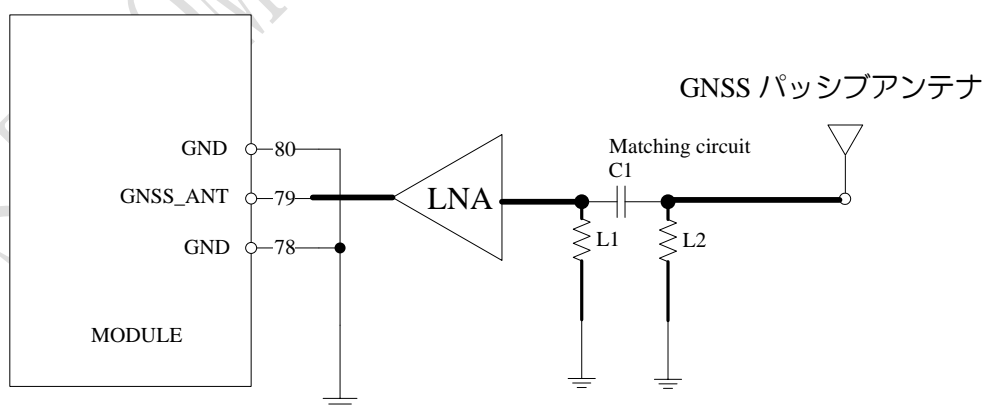 GNSS パッシブアンテナ
Matching circuit
C1
GND
80
GNSS_ANT
79
LNA
L1
L2
GND
78
MODULE